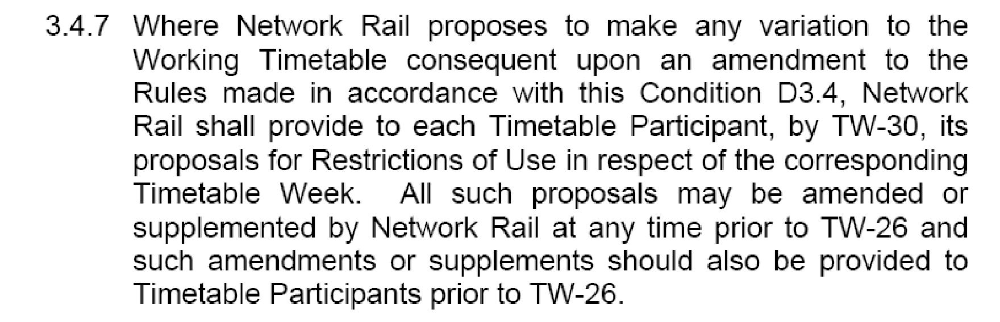 3.4.7 Where Network Rail proposes to make any variation to the
Working Timetable consequent upon an amendment to the
Rules made in accordance with this Condition D3.4, Network
Rail shall provide to each Timetable Participant, by TW-30, its
proposals for Restrictions of Use in respect of the corresponding
Timetable Week. All such proposals may be amended or
supplemented by Network Rail at any time prior to TW-26 and
such amendments or supplements should also be provided to
Timetable Participants prior to TW-26.